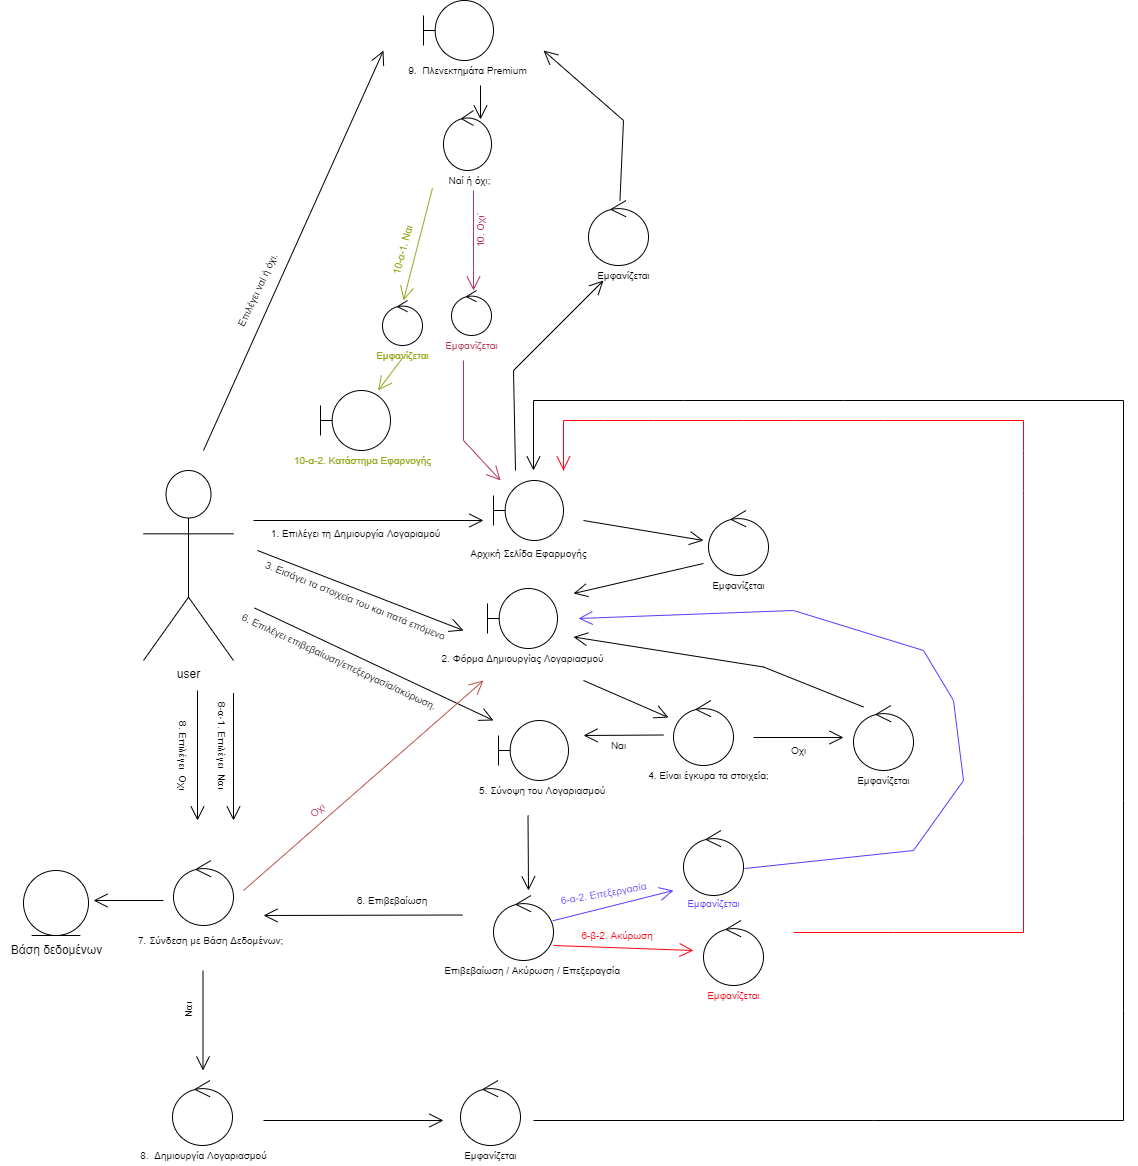 9. Πλενεκτημάτα Premium
Ναί ή όχι;
10-α-1. Ναι
10. Οχι΄
Εμφανίζεται
Επιλέγει ναί ή όχι.
Εμφανίζεται
Εμφανίζεται
10-α-2. Κατάστημα Εφαρνογής
1. Επιλέγει τη Δημιουργία Λογαριαμού
Αρχική Σελίδα Εφαρμογής
Εμφανίζεται
3. Εισάγει τα στοιχεία του και πατά επόμενο
6. Επιλέγει επιβεβαίωση/επεξεργασία/ακύρωση.
2. Φόρμα Δημιουργίας Λογαριασμού
user
8. Επιλέγει Οχι
8-α-1. Επιλέγει Ναι
Ναι
Οχι
4. Είναι έγκυρα τα στοιχεία;
Εμφανίζεται
5. Σύνοψη του Λογαριασμού
Οχι
6-α-2. Επεξεργασία
Εμφανίζεται
6. Επιβεβαίωση
6-β-2. Ακύρωση
Βάση δεδομένων
7. Σύνδεση με Βάση Δεδομένων;
Επιβεβαίωση / Ακύρωση / Επεξεραγσία
Εμφανίζεται
Ναι
8. Δημιουργία Λογαριασμού
Εμφανίζεται